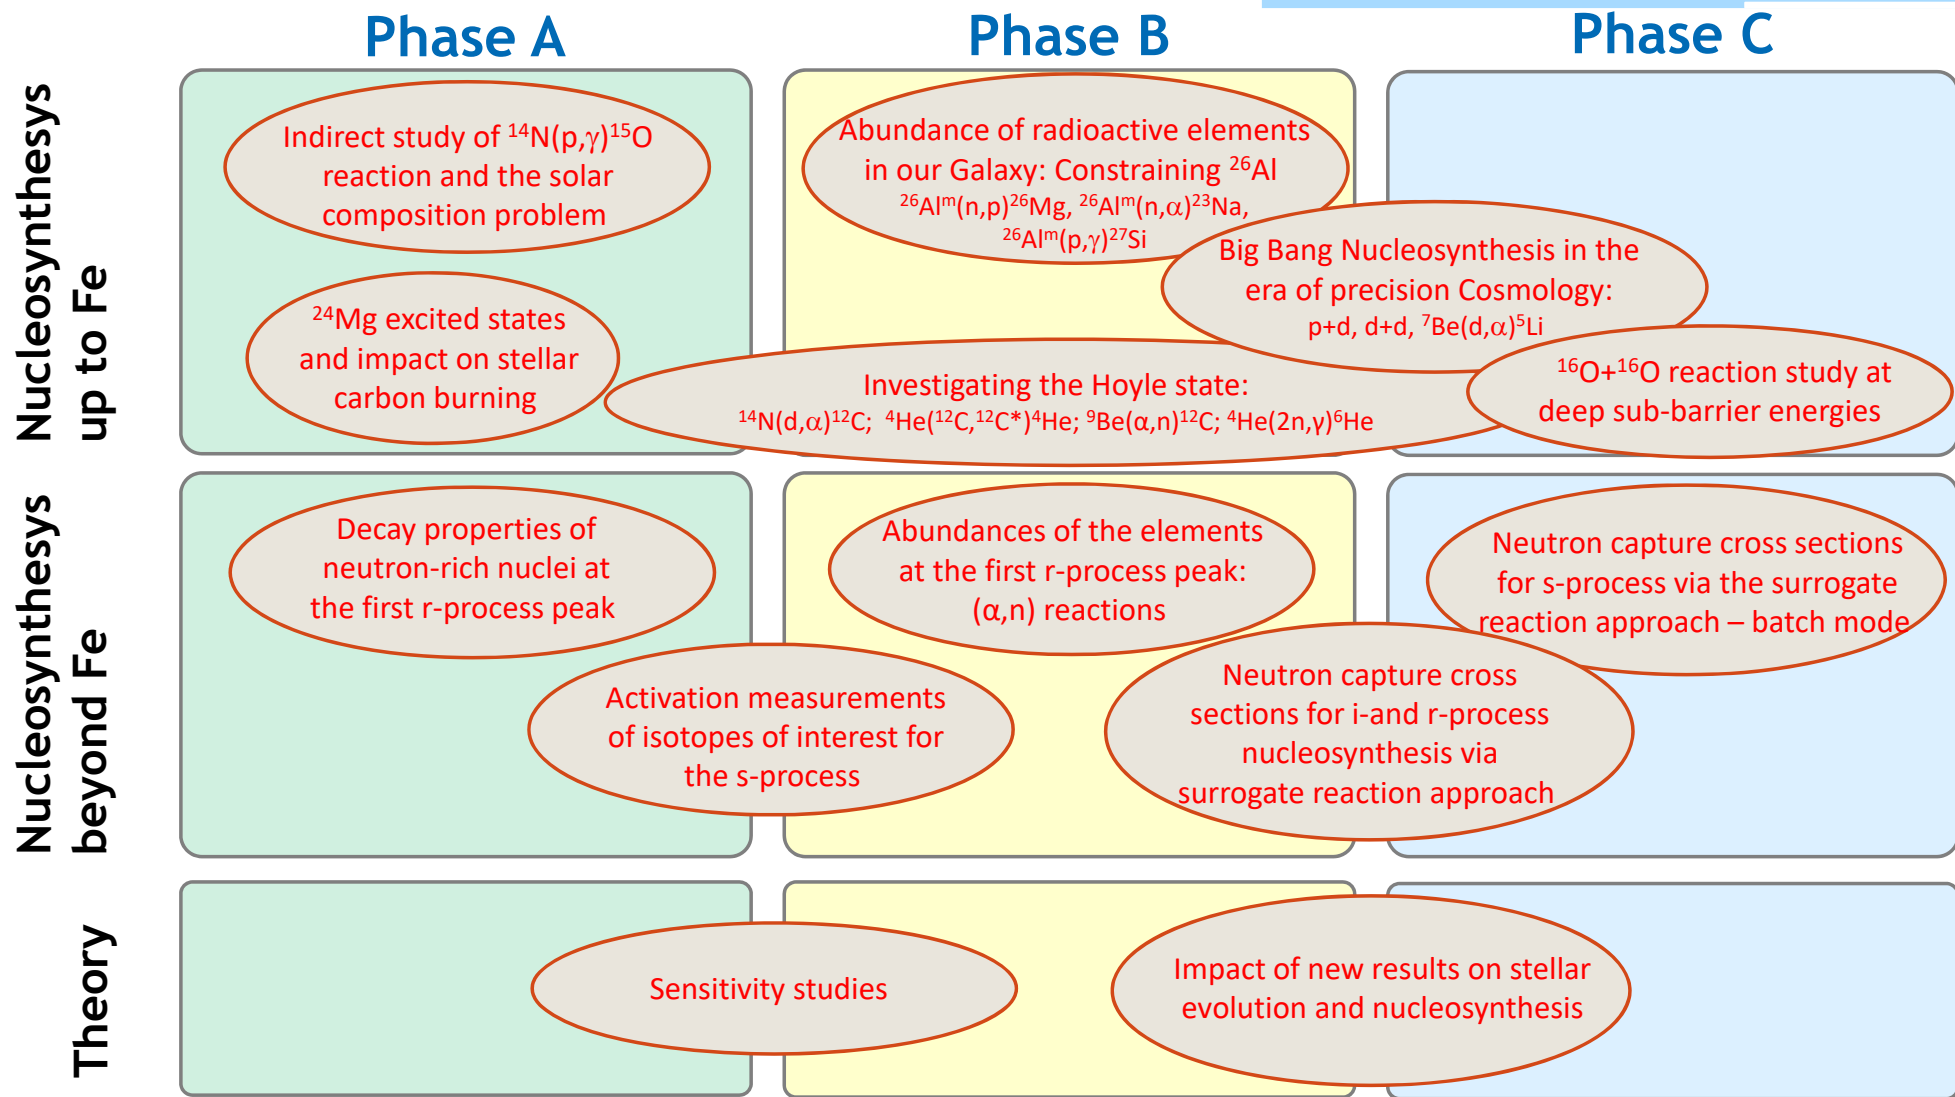 Phase A
Phase B
Phase C
Nucleosynthesys
up to Fe
Indirect study of ¹⁴N(p,γ)¹⁵O
reaction and the solar
composition problem
²⁴Mg excited states
and impact on stellar
carbon burning
Abundance of radioactive elements
in our Galaxy: Constraining ²⁶Al
²⁶Alᵐ(n,p)²⁶Mg, ²⁶Alᵐ(n,α)²³Na,
²⁶Alᵐ(p,γ)²⁷Si
Big Bang Nucleosynthesis in the
era of precision Cosmology:
p+d, d+d, ⁷Be(d,α)⁵Li
Investigating the Hoyle state:
¹⁴N(d,α)¹²C; ⁴He(¹²C,¹²C*)⁴He; ⁹Be(α,n)¹²C; ⁴He(2n,γ)⁶He
¹⁶O+¹⁶O reaction study at
deep sub-barrier energies
Nucleosynthesys
beyond Fe
Decay properties of
neutron-rich nuclei at
the first r-process peak
Activation measurements
of isotopes of interest for
the s-process
Abundances of the elements
at the first r-process peak:
(α,n) reactions
Neutron capture cross
sections for i-and r-process
nucleosynthesis via
surrogate reaction approach
Neutron capture cross sections
for s-process via the surrogate
reaction approach – batch mode
Theory
Sensitivity studies
Impact of new results on stellar
evolution and nucleosynthesis